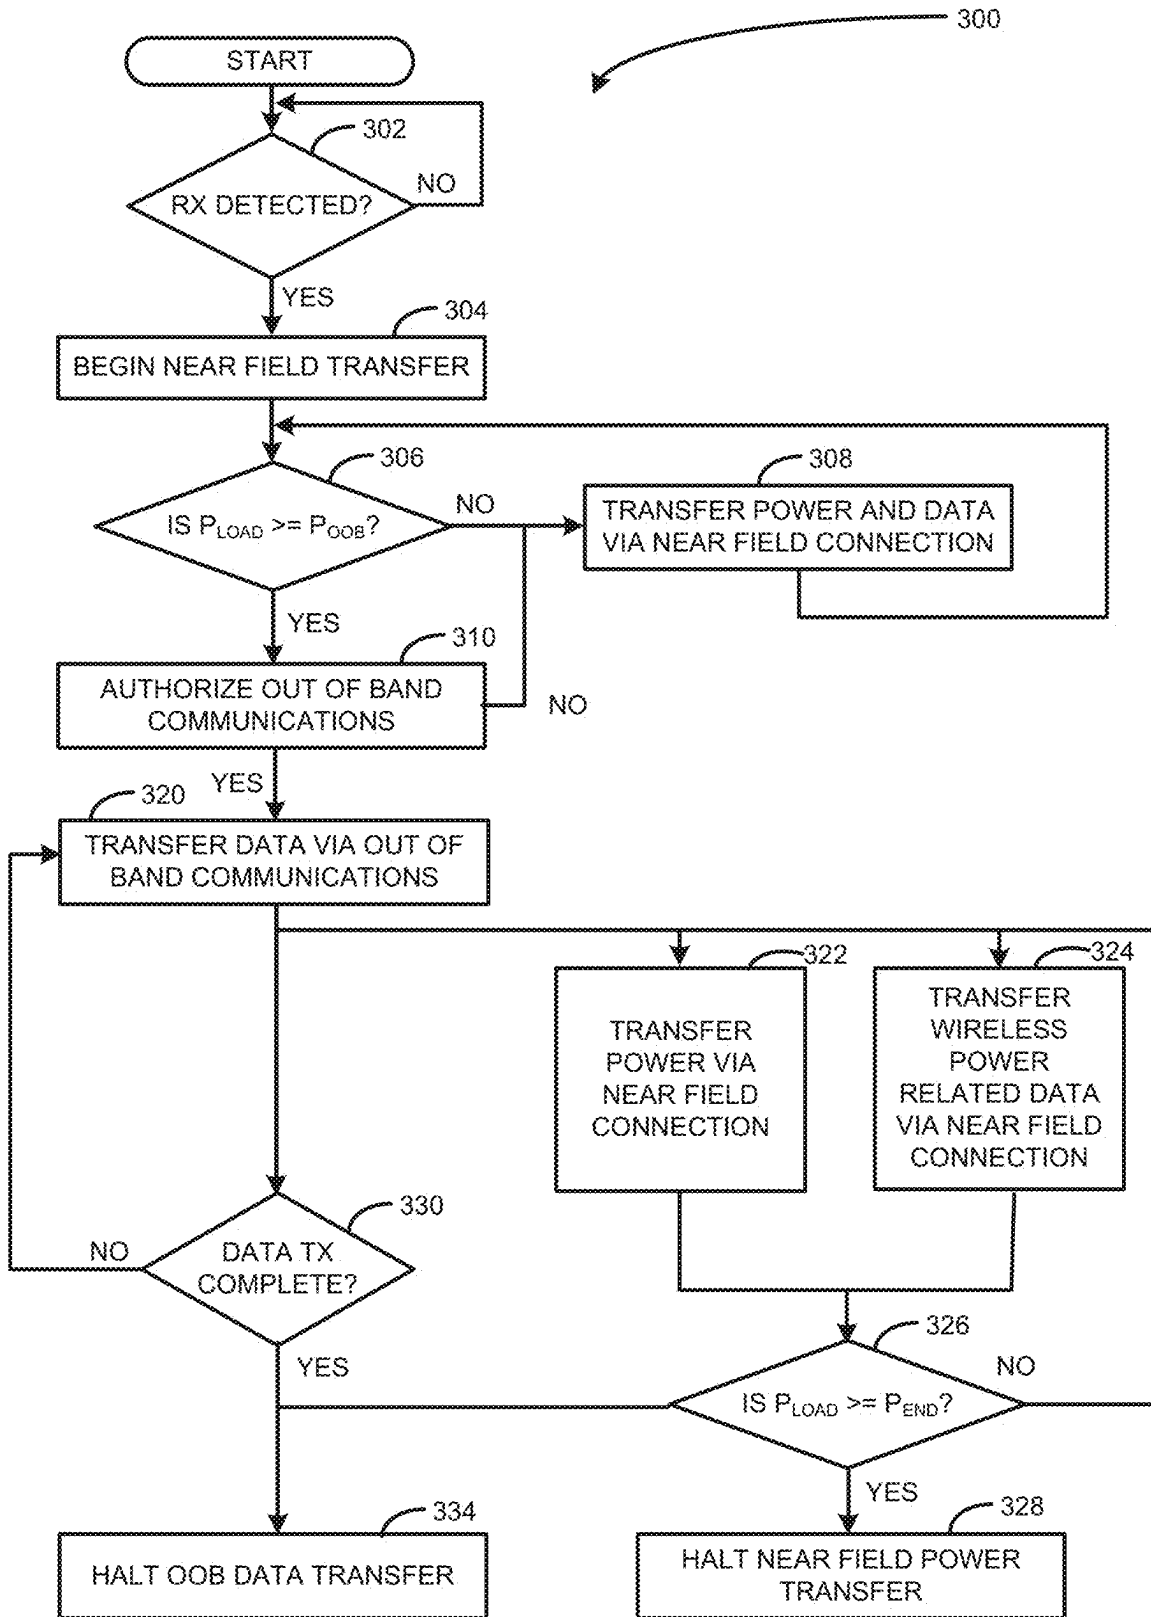 300
START
302
RX DETECTED?
NO
YES
304
BEGIN NEAR FIELD TRANSFER
306
IS PLOAD >= POOB?
NO
308
TRANSFER POWER AND DATA
VIA NEAR FIELD CONNECTION
YES
310
AUTHORIZE OUT OF BAND
COMMUNICATIONS
NO
YES
320
TRANSFER DATA VIA OUT OF
BAND COMMUNICATIONS
322
TRANSFER
POWER VIA
NEAR FIELD
CONNECTION
324
TRANSFER
WIRELESS
POWER
RELATED DATA
VIA NEAR FIELD
CONNECTION
330
DATA TX
COMPLETE?
NO
YES
326
IS PLOAD >= PEND?
NO
YES
334
HALT OOB DATA TRANSFER
328
HALT NEAR FIELD POWER
TRANSFER